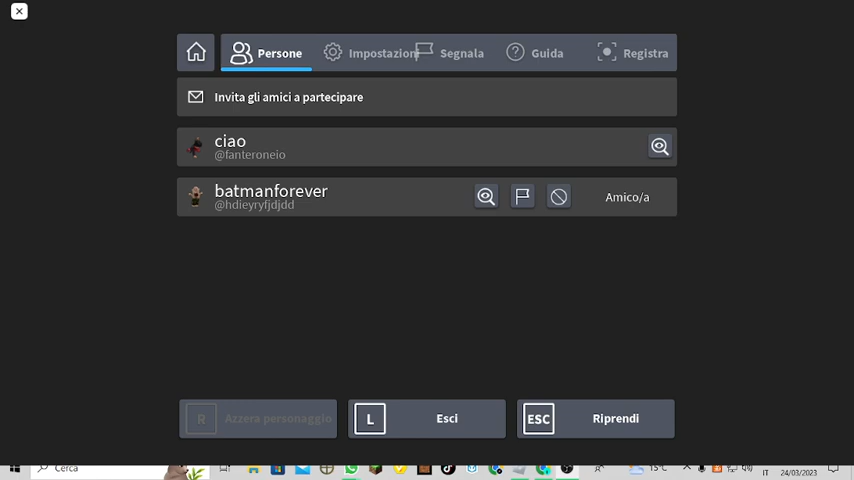 Persone
Impostazioni
Segnala
Guida
Registra
Invita gli amici a partecipare
ciao
@fanteroneio
batmanforever
@hdieyryfjdjdd
Amico/a
R Azzera personaggio
L Esci
ESC Riprendi
Cerca
15°C
IT
24/03/2023